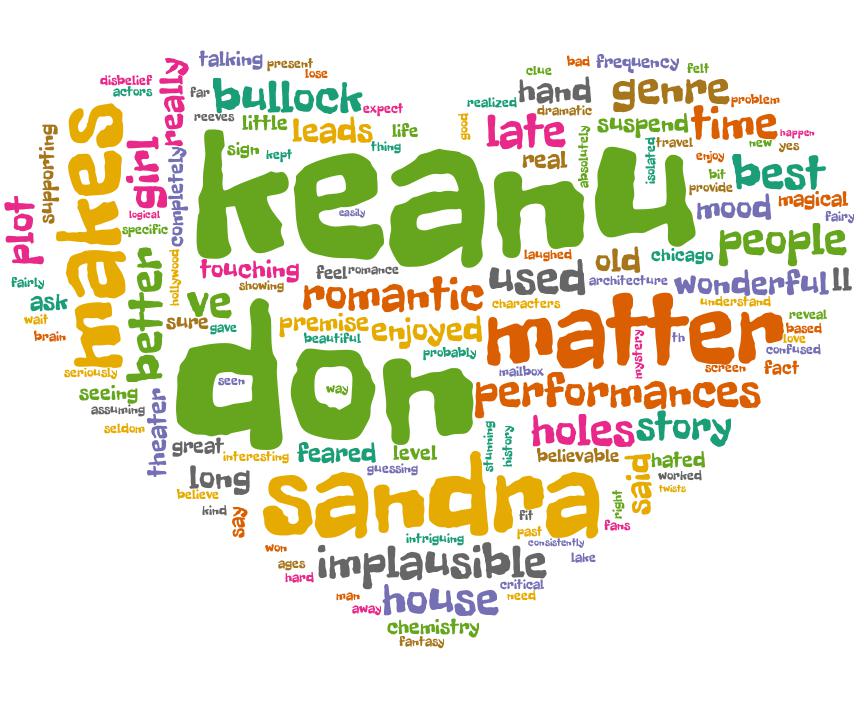 talking
present
lose
disbelief
actors
really
far
bullock
reeves
expect
little
leads
life
sign
kept
thing
clue
bad
frequency
felt
hand
genre
realized
dramatic
problem
good
late
suspend
time
happen
real
absolutely
isolated
travel
new
yes
enjoy
bit
best
provide
mood
magical
fairy
people
makes
supporting
girl
completely
logical
specific
plot
keanu
easily
better
hollywood
touching
feel
romance
showing
laughed
used
old
chicago
architecture
wonderful
ll
fairly
ask
wait
brain
ve
sure
gave
romantic
characters
understand
premise
enjoyed
beautiful
probably
matter
mystery
th
reveal
based
love
confused
screen
fact
seriously
seeing
assuming
seldom
theater
don
seen
way
mailbox
performances
holes
story
great
interesting
feared
level
guessing
stunning
history
believable
said
hated
worked
twists
long
believe
kind
say
sandra
fit
past
right
fans
intriguing
consistently
lake
won
ages
hard
implausible
critical
need
man
away
house
chemistry
fantasy